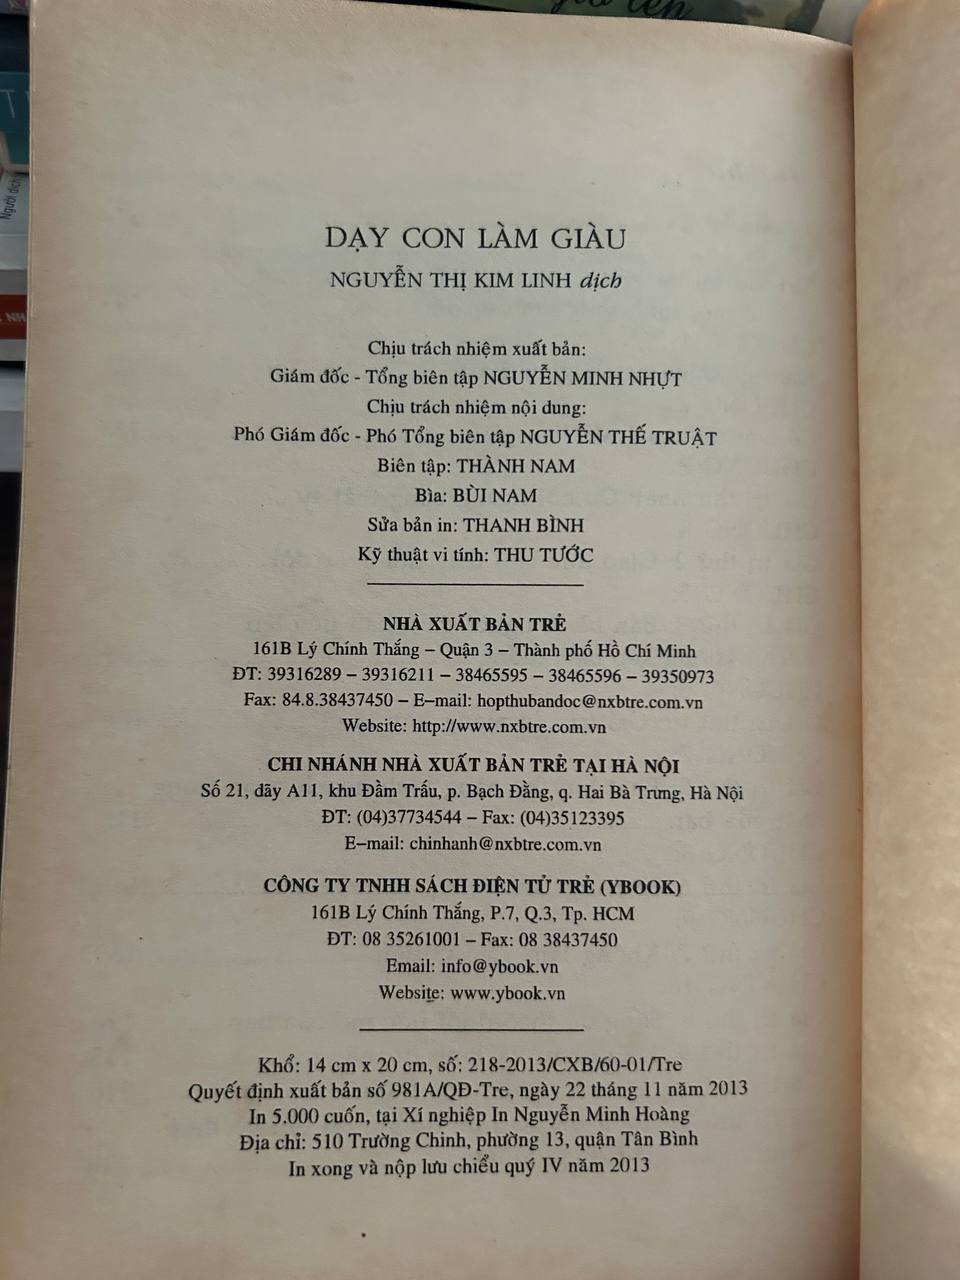 gió lên
Người dịch
NH
DẠY CON LÀM GIÀU
NGUYỄN THỊ KIM LINH dịch
Chịu trách nhiệm xuất bản:
Giám đốc - Tổng biên tập NGUYỄN MINH NHỰT
Chịu trách nhiệm nội dung:
Phó Giám đốc - Phó Tổng biên tập NGUYỄN THẾ TRUẬT
Biên tập: THÀNH NAM
Bìa: BÙI NAM
Sửa bản in: THANH BÌNH
Kỹ thuật vi tính: THU TƯỚC
NHÀ XUẤT BẢN TRẺ
161B Lý Chính Thắng – Quận 3 – Thành phố Hồ Chí Minh
ĐT: 39316289 – 39316211 – 38465595 – 38465596 – 39350973
Fax: 84.8.38437450 – E–mail: hopthubandoc@nxbtre.com.vn
Website: http://www.nxbtre.com.vn
CHI NHÁNH NHÀ XUẤT BẢN TRẺ TẠI HÀ NỘI
Số 21, dãy A11, khu Đầm Trấu, p. Bạch Đằng, q. Hai Bà Trưng, Hà Nội
ĐT: (04)37734544 – Fax: (04)35123395
E–mail: chinhanh@nxbtre.com.vn
CÔNG TY TNHH SÁCH ĐIỆN TỬ TRẺ (YBOOK)
161B Lý Chính Thắng, P.7, Q.3, Tp. HCM
ĐT: 08 35261001 – Fax: 08 38437450
Email: info@ybook.vn
Website: www.ybook.vn
Khổ: 14 cm x 20 cm, số: 218-2013/CXB/60-01/Tre
Quyết định xuất bản số 981A/QĐ-Tre, ngày 22 tháng 11 năm 2013
In 5.000 cuốn, tại Xí nghiệp In Nguyễn Minh Hoàng
Địa chỉ: 510 Trường Chinh, phường 13, quận Tân Bình
In xong và nộp lưu chiểu quý IV năm 2013